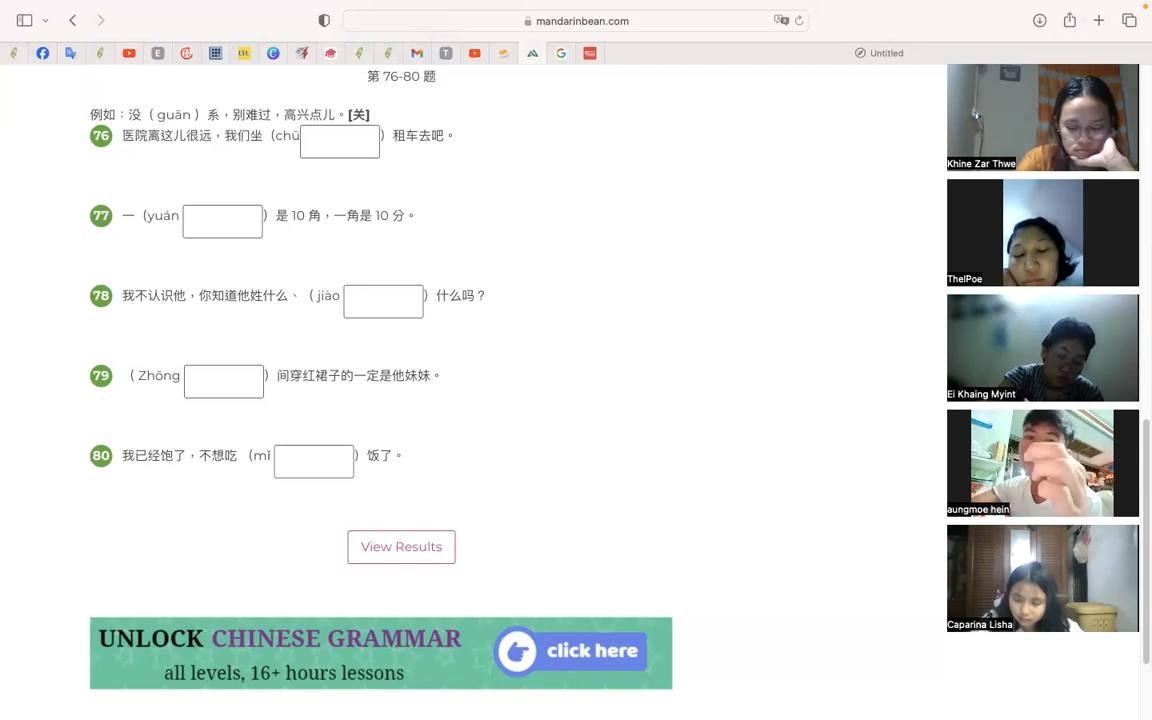 mandarinbean.com
Untitled
第 76-80 题
例如：没（ guān ）系，别难过，高兴点儿。[关]
76 医院离这儿很远，我们坐（chū ）租车去吧。
77 一（yuán ）是 10 角，一角是 10 分。
78 我不认识他，你知道他姓什么、（ jiào ）什么吗？
79 （ Zhōng ）间穿红裙子的一定是他妹妹。
80 我已经饱了，不想吃 （mǐ ）饭了。
View Results
UNLOCK CHINESE GRAMMAR
all levels, 16+ hours lessons
click here
Khine Zar Thwe
ThelPoe
Ei Khaing Myint
aungmoe hein
Caparina Lisha